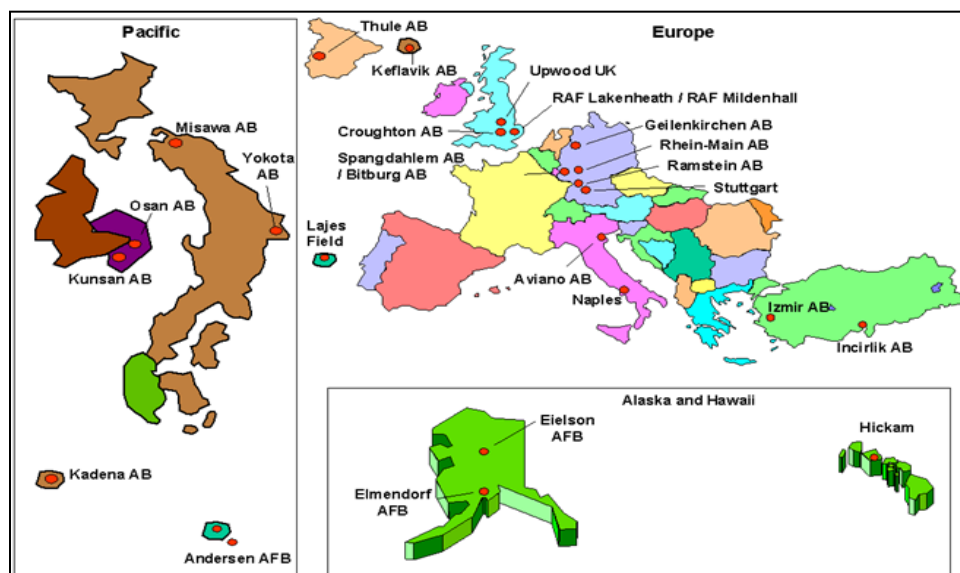 Pacific
Misawa AB
Yokota
AB
Osan AB
Kunsan AB
Kadena AB
Andersen AFB
Europe
Thule AB
Keflavik AB
Upwood UK
RAF Lakenheath / RAF Mildenhall
Croughton AB
Geilenkirchen AB
Rhein-Main AB
Spangdahlem AB
/ Bitburg AB
Ramstein AB
Stuttgart
Lajes
Field
Aviano AB
Naples
Izmir AB
Incirlik AB
Alaska and Hawaii
Eielson
AFB
Elmendorf
AFB
Hickam